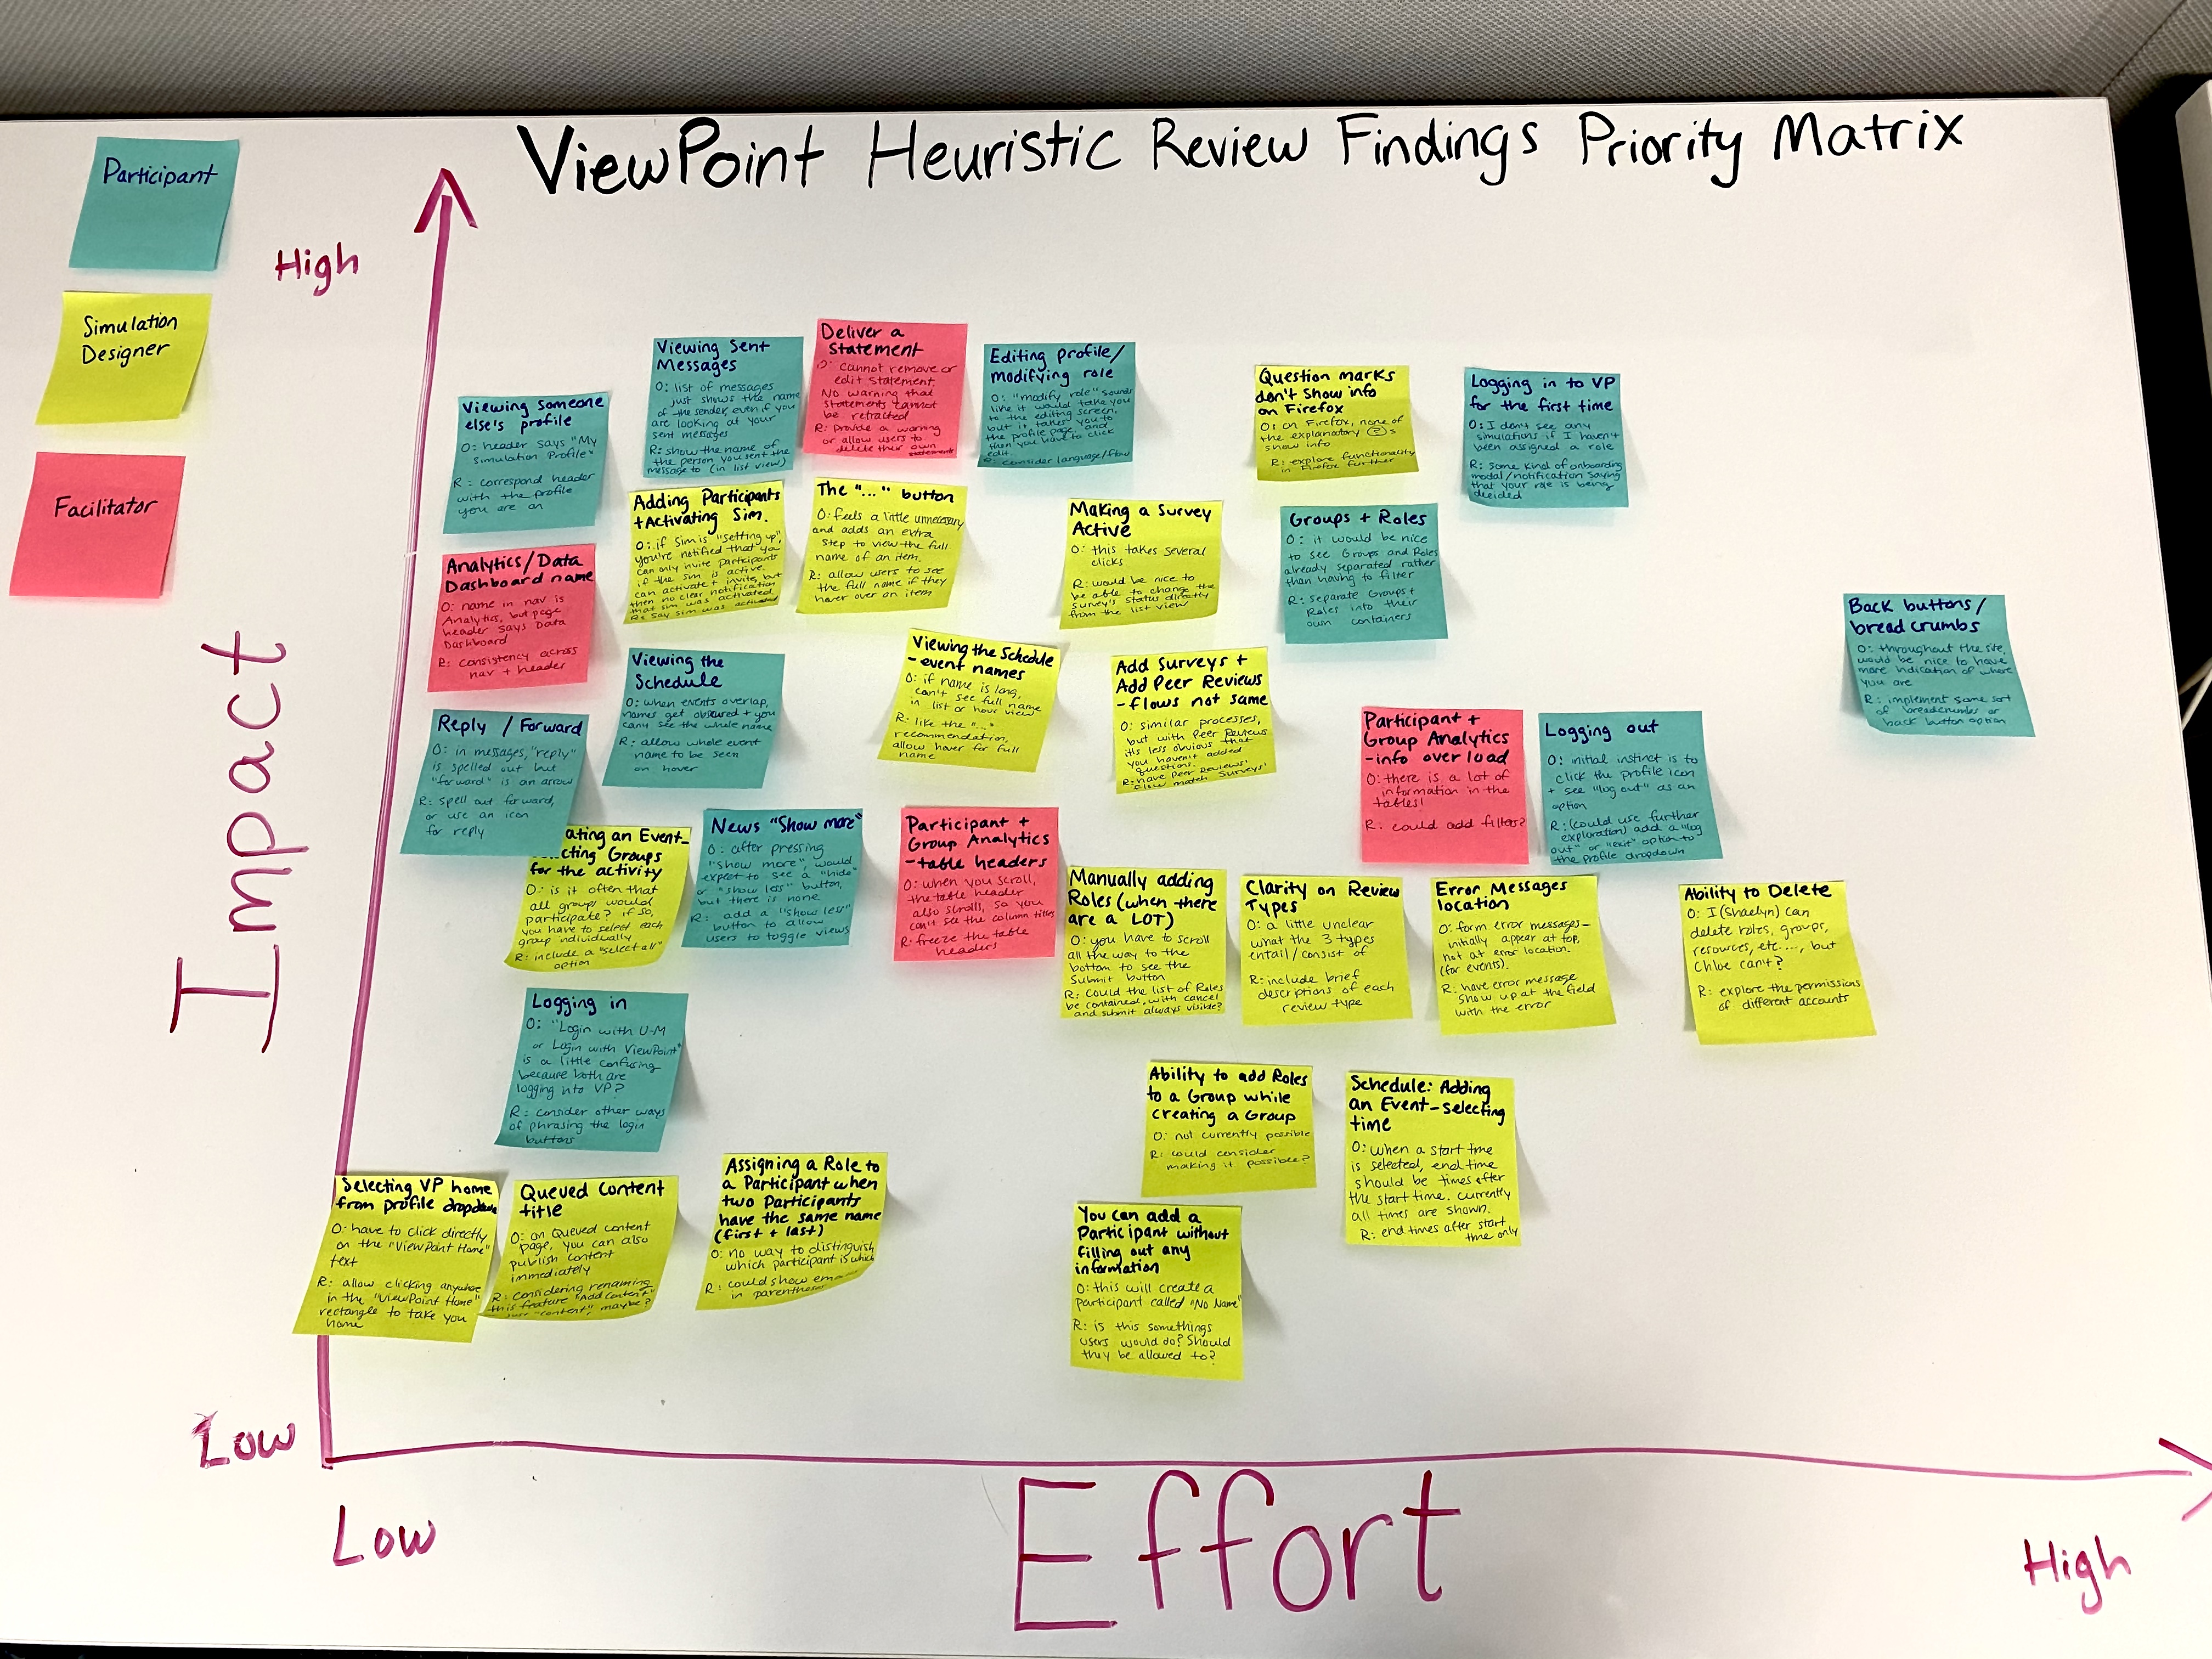 ViewPoint Heuristic Review Findings Priority Matrix
Participant
Simulation
Designer
Facilitator
High
Impact
Low
Low
Effort
High
Viewing Sent
Messages
O: list of messages
just shows the name
of the sender, even if you
are looking at your
sent messages
R: show the name of
the person you sent the
message to (in list view)
Deliver a
Statement
O: cannot remove or
edit statement.
No warning that
statements cannot
be retracted
R: provide a warning
or allow users to
delete their own
statements
Editing profile/
modifying role
O: "modify role" sounds
like it would take you
to the editing screen,
but it takes you to
the profile page, and
then you have to click
edit.
R: consider language/flow
Question marks
don't show info
on Firefox
O: on Firefox, none of
the explanatory ?s
show info
R: explore functionality
in Firefox further
Logging in to VP
for the first time
O: I don't see any
simulations if I haven't
been assigned a role
R: some kind of onboarding
modal/notification saying
that your role is being
decided
Viewing someone
else's profile
O: header says "My
Simulation Profile"
R: correspond header
with the profile
you are on
Adding Participants
+ Activating Sim.
O: if sim is "setting up",
you're notified that you
can only invite participants
if the sim is active.
can activate + invite, but
then no clear notification
that sim was activated.
R: say sim was activated
The "..." button
O: feels a little unnecessary
and adds an extra
step to view the full
name of an item.
R: allow users to see
the full name if they
hover over an item
Making a Survey
Active
O: this takes several
clicks
R: would be nice to
be able to change the
survey's status directly
from the list view
Groups + Roles
O: it would be nice
to see Groups and Roles
already separated rather
than having to filter
R: separate Groups +
Roles into their
own containers
Analytics/Data
Dashboard name
O: name in nav is
Analytics, but page
header says Data
Dashboard
R: consistency across
nav + header
Back buttons/
breadcrumbs
O: throughout the site,
would be nice to have
more indication of where
you are
R: implement some sort
of breadcrumbs or
back button option
Viewing the
Schedule
O: when events overlap,
names get obscured + you
can't see the whole name
R: allow whole event
name to be seen
on hover
Viewing the Schedule
- event names
O: if name is long,
can't see full name
in list or hour view
R: like the "..."
recommendation,
allow hover for full
name
Add Surveys +
Add Peer Reviews
- flows not same
O: similar processes,
but with Peer Reviews
it's less obvious that
you haven't added
questions.
R: have Peer Reviews'
flow match Surveys'
Reply / Forward
O: in messages, "reply"
is spelled out but
"forward" is an arrow
R: spell out forward,
or use an icon
for reply
Participant +
Group Analytics
- info overload
O: there is a lot of
information in the
tables!
R: could add filters?
Logging out
O: initial instinct is to
click the profile icon
+ see "log out" as an
option
R: (could use further
exploration) add a "log
out" or "exit" option to
the profile dropdown
ating an Event-
cting Groups
for the activity
O: is it often that
all groups would
participate? if so,
you have to select each
group individually
R: include a "select all"
option
News "Show more"
O: after pressing
"show more", would
expect to see a "hide"
or "show less" button,
but there is none
R: add a "show less"
button to allow
users to toggle views
Participant +
Group Analytics
- table headers
O: when you scroll,
the table header
also scrolls, so you
can't see the column titles
R: freeze the table
headers
Manually adding
Roles (when there
are a LOT)
O: you have to scroll
all the way to the
bottom to see the
Submit button
R: Could the list of Roles
be contained, with cancel
and submit always visible?
Clarity on Review
Types
O: a little unclear
what the 3 types
entail/consist of
R: include brief
descriptions of each
review type
Error Messages
location
O: form error messages -
initially appear at top,
not at error location.
(for events).
R: have error message
show up at the field
with the error
Ability to Delete
O: I (Shaelyn) can
delete roles, groups,
resources, etc...., but
Chloe can't?
R: explore the permissions
of different accounts
Logging in
O: "Login with U-M
or Login with ViewPoint"
is a little confusing
because both are
logging into VP?
R: consider other ways
of phrasing the login
buttons
Ability to add Roles
to a Group while
creating a Group
O: not currently possible
R: could consider
making it possible?
Schedule: Adding
an Event-selecting
time
O: when a start time
is selected, end time
should be times after
the start time. currently
all times are shown.
R: end times after start
time only
Selecting VP home
from profile dropdown
O: have to click directly
on the "ViewPoint Home"
text
R: allow clicking anywhere
in the "ViewPoint Home"
rectangle to take you
home
Queued Content
title
O: on Queued content
page, you can also
publish content
immediately
R: considering renaming
this feature "Add Content"
just "content", maybe?
Assigning a Role to
a Participant when
two Participants
have the same name
(first + last)
O: no way to distinguish
which participant is which
R: could show
in parentheses
You can add a
Participant without
filling out any
information
O: this will create a
participant called "No Name"
R: is this somethings
users would do? Should
they be allowed to?